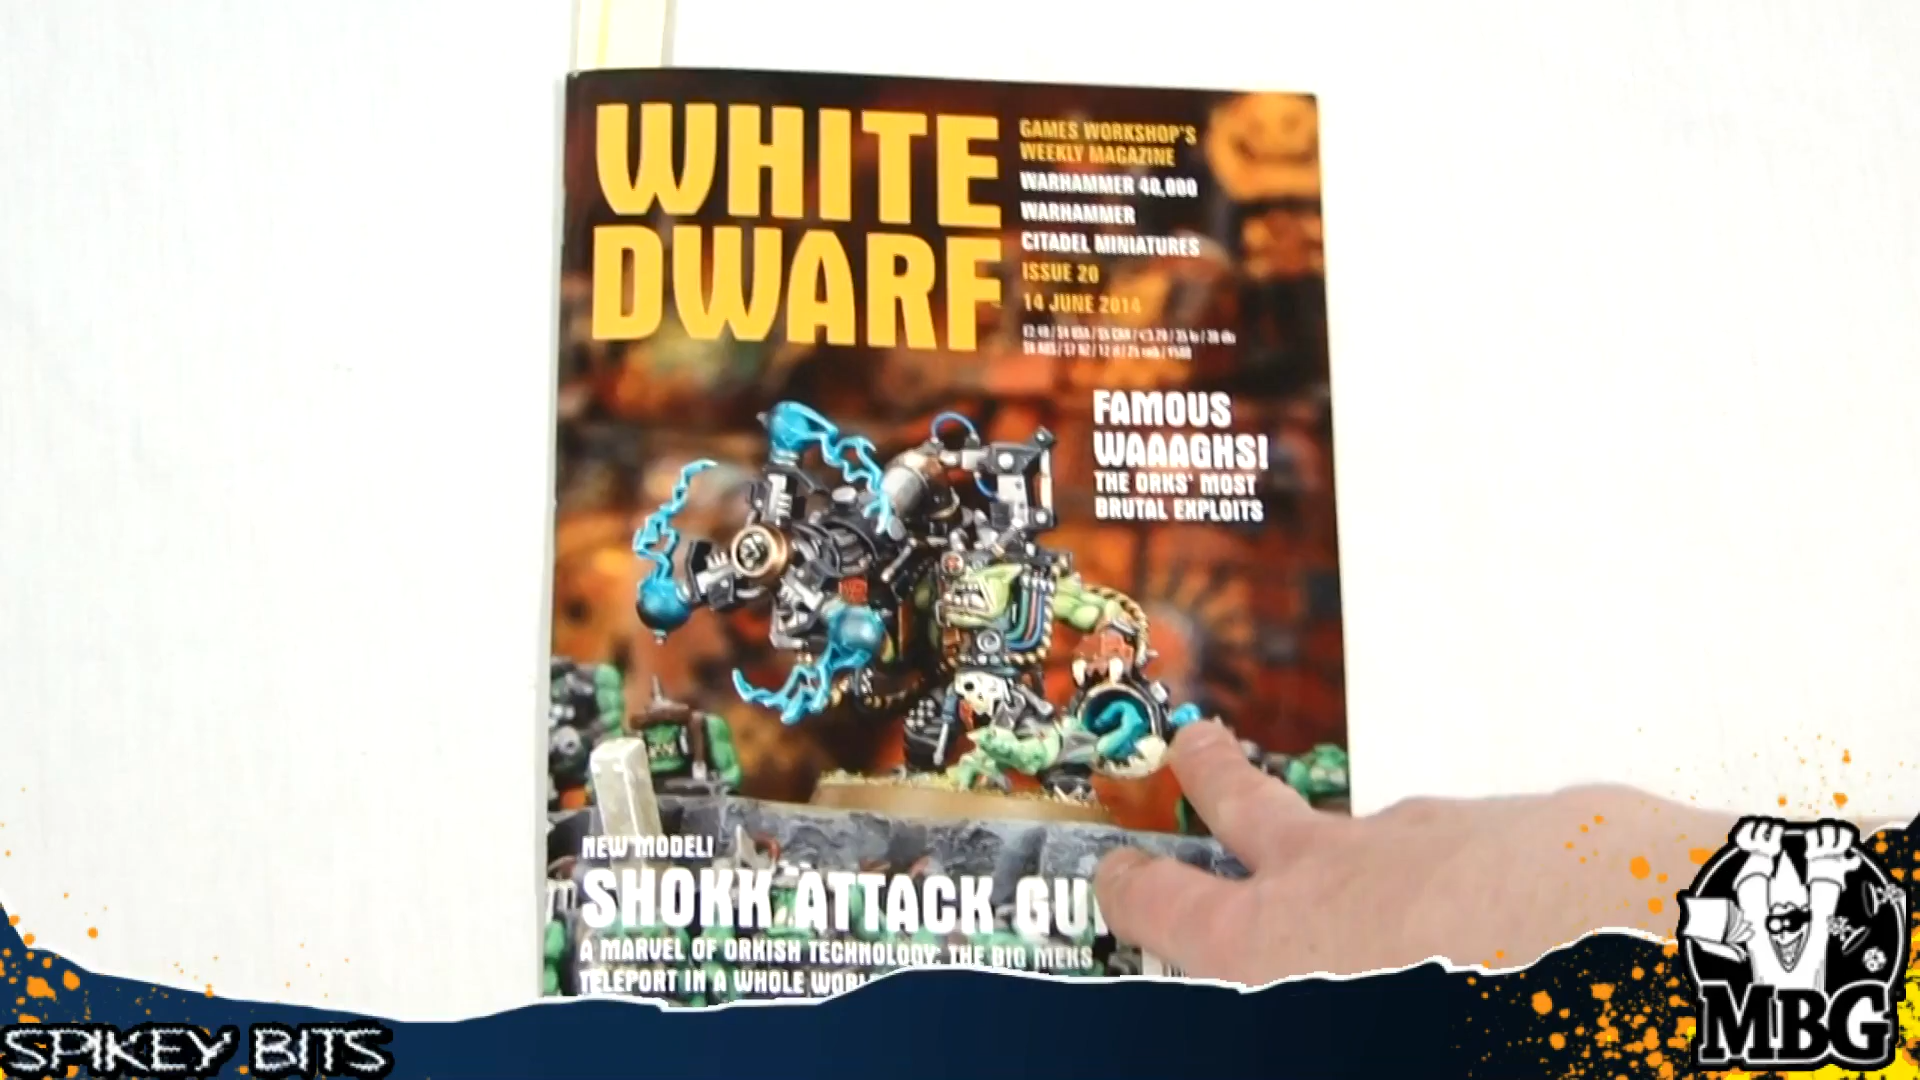 WHITE
DWARF
GAMES WORKSHOP'S
WEEKLY MAGAZINE
WARHAMMER 40,000
WARHAMMER
CITADEL MINIATURES
ISSUE 20
14 JUNE 2014
FAMOUS
WAAAGHS!
THE ORKS' MOST
BRUTAL EXPLOITS
NEW MODEL!
SHOKK ATTACK
A MARVEL OF ORKISH TECHNOLOGY, THE BIG MEKS
TELEPORT IN A WHOLE
SPIKEY BITS
MBG